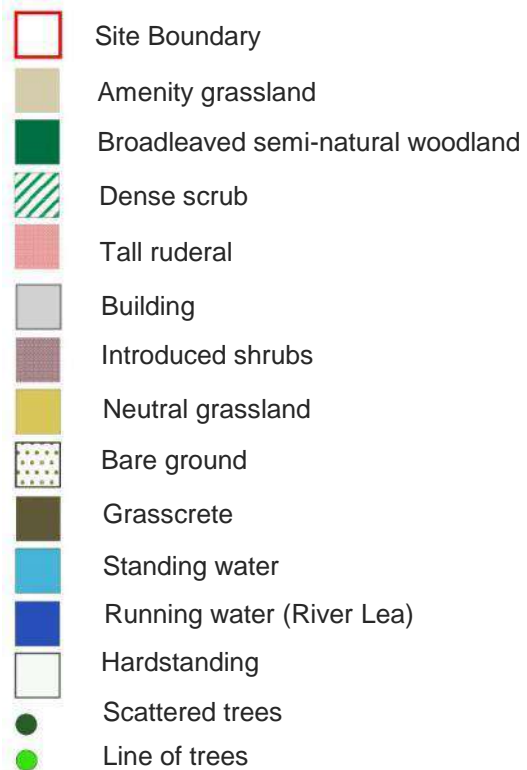 Site Boundary
Amenity grassland
Broadleaved semi-natural woodland
Dense scrub
Tall ruderal
Building
Introduced shrubs
Neutral grassland
Bare ground
Grasscrete
Standing water
Running water (River Lea)
Hardstanding
Scattered trees
Line of trees